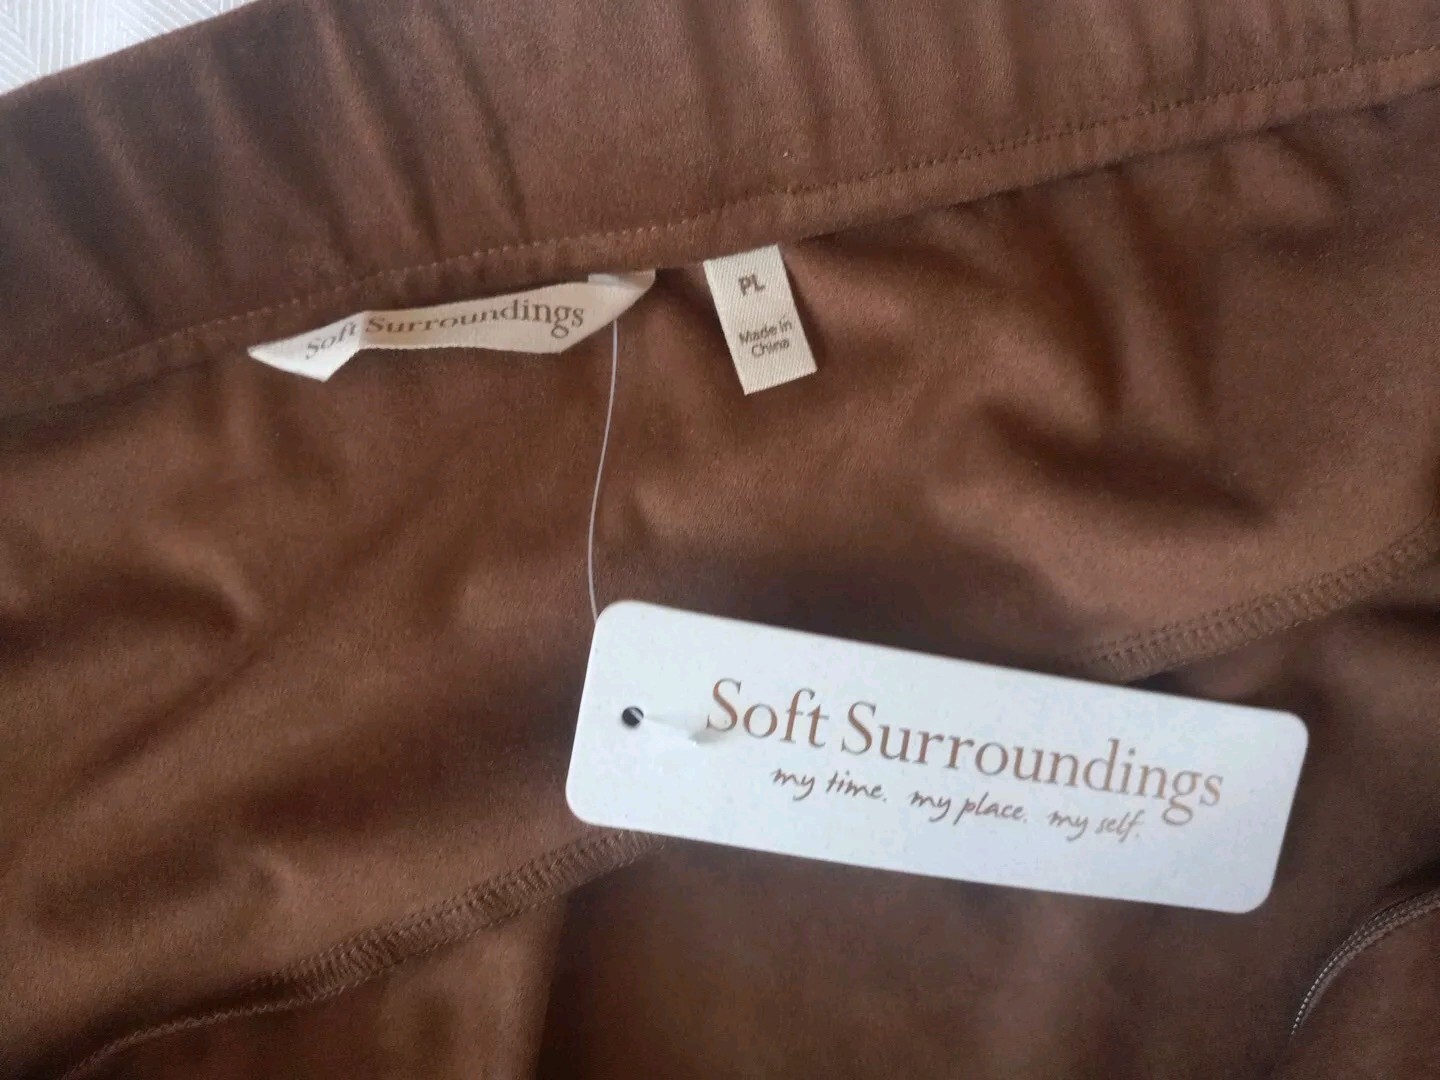 Soft Surroundings
PL
Made in
China
Soft Surroundings
my time. my place. my self.